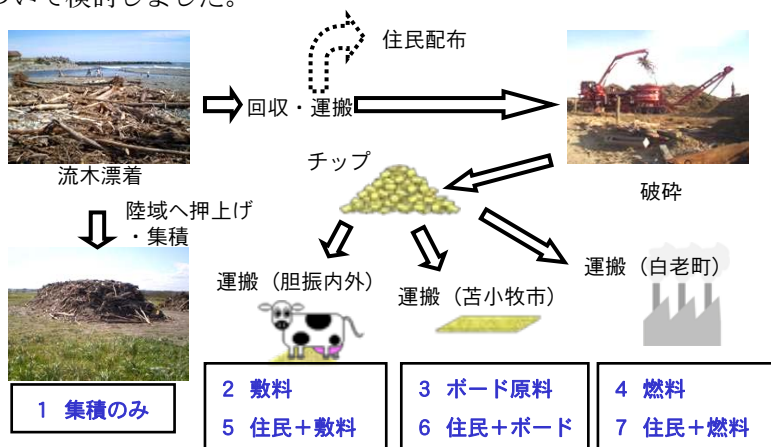 ついて検討しました。
住民配布
回収・運搬
流木漂着
チップ
破砕
陸域へ押上げ
・集積
運搬（胆振内外）
運搬（苫小牧市）
運搬（白老町）
1 集積のみ
2 敷料
5 住民＋敷料
3 ボード原料
6 住民＋ボード
4 燃料
7 住民＋燃料